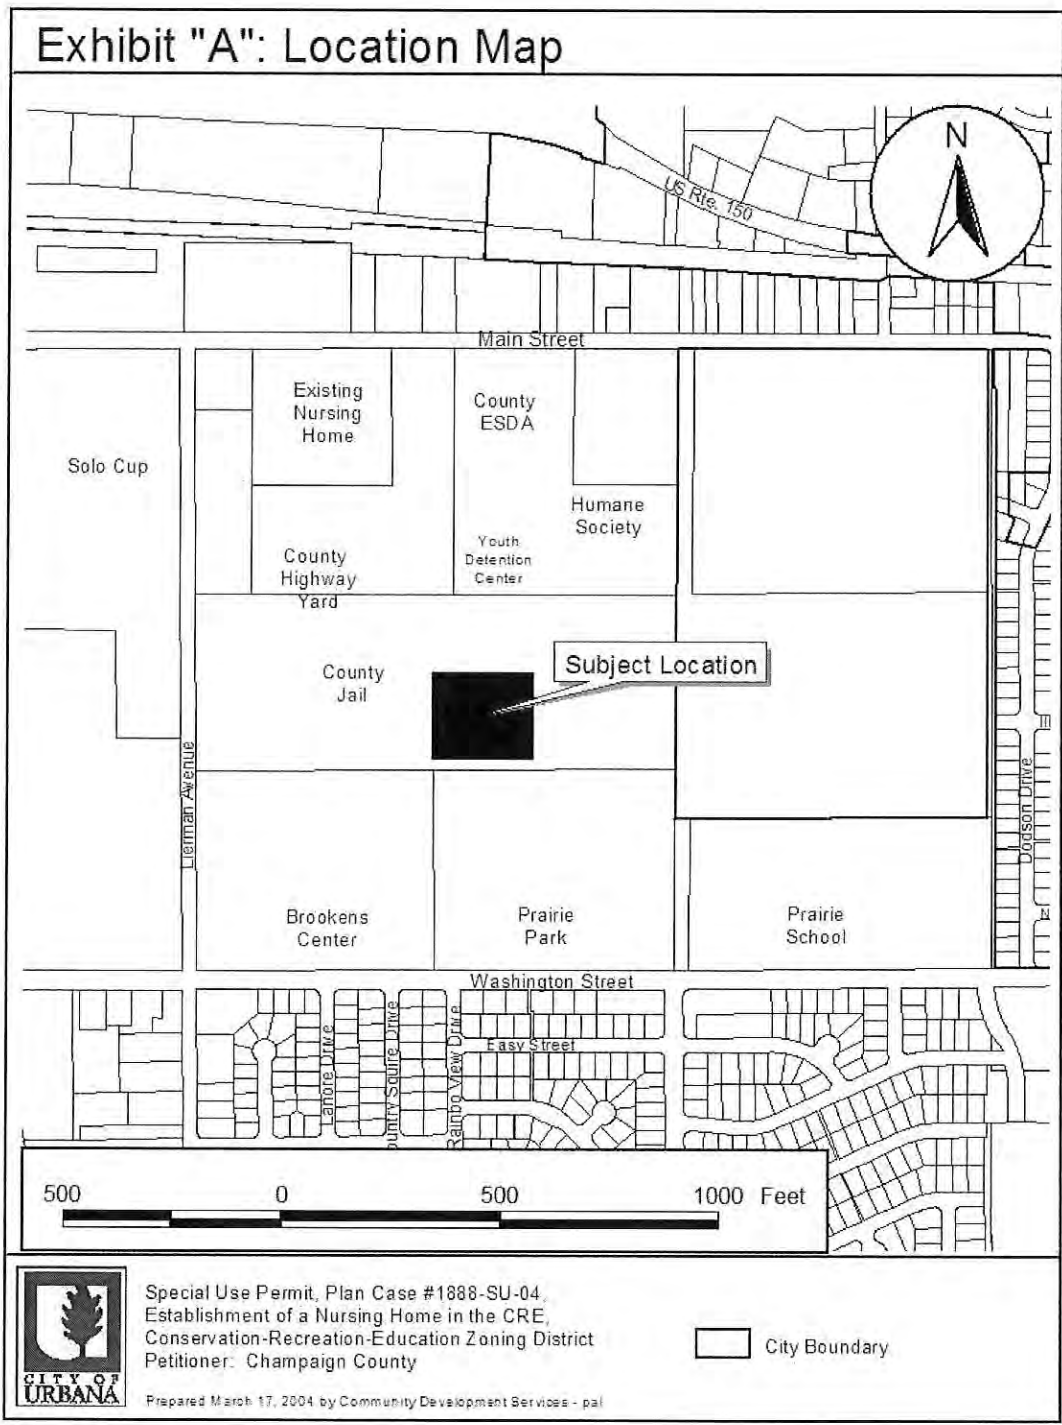 Exhibit "A": Location Map
N
US Rte. 150
Main Street
Existing
Nursing
Home
County
ESDA
Solo Cup
Humane
Society
Youth
Detention
Center
County
Highway
Yard
Subject Location
County
Jail
Lierman Avenue
Dodson Drive
Brookens
Center
Prairie
Park
Prairie
School
Washington Street
Easy Street
Lanore Drive
ountry Squire Drive
Rainbo View Drive
500 0 500 1000 Feet
Special Use Permit, Plan Case #1888-SU-04,
Establishment of a Nursing Home in the CRE,
Conservation-Recreation-Education Zoning District
Petitioner: Champaign County
City Boundary
CITY OF
URBANA
Prepared March 17, 2004 by Community Development Services - pal